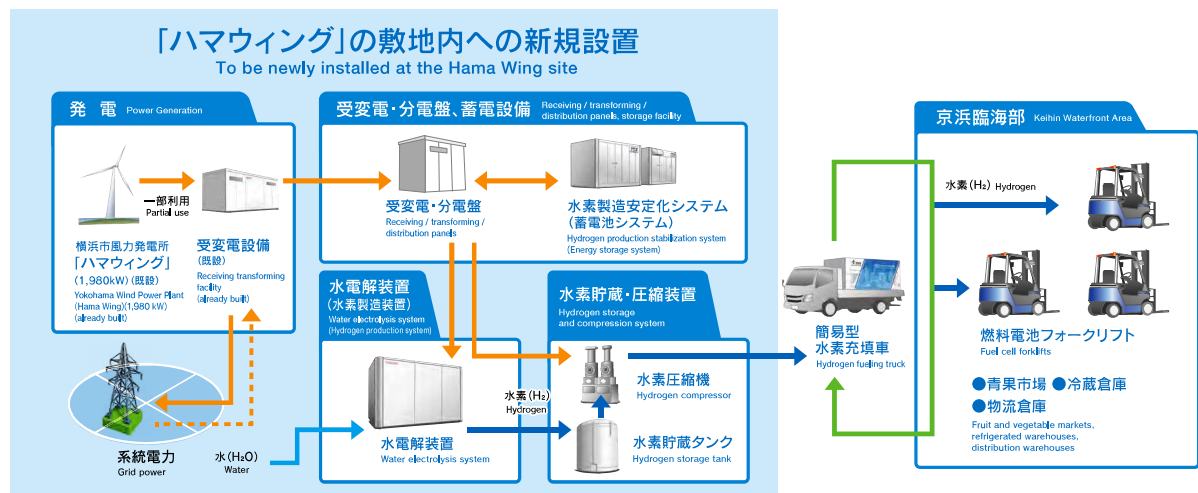 「ハマウィング」の敷地内への新規設置
To be newly installed at the Hama Wing site
発 電 Power Generation
一部利用
Partial use
横浜市風力発電所
「ハマウィング」
(1,980kW)(既設)
Yokohama Wind Power Plant
(Hama Wing)(1,980 kW)
(already built)
受変電設備
(既設)
Receiving transforming
facility
(already built)
系統電力
Grid power
水(H₂O)
Water
受変電・分電盤、蓄電設備 Receiving / transforming /
distribution panels, storage facility
受変電・分電盤
Receiving / transforming /
distribution panels
水素製造安定化システム
(蓄電池システム)
Hydrogen production stabilization system
(Energy storage system)
水電解装置
(水素製造装置)
Water electrolysis system
(Hydrogen production system)
水電解装置
Water electrolysis system
水素(H₂)
Hydrogen
水素貯蔵・圧縮装置
Hydrogen storage
and compression system
水素圧縮機
Hydrogen compressor
水素貯蔵タンク
Hydrogen storage tank
簡易型
水素充填車
Hydrogen fueling truck
京浜臨海部 Keihin Waterfront Area
水素(H₂) Hydrogen
燃料電池フォークリフト
Fuel cell forklifts
●青果市場 ●冷蔵倉庫
●物流倉庫
Fruit and vegetable markets,
refrigerated warehouses,
distribution warehouses